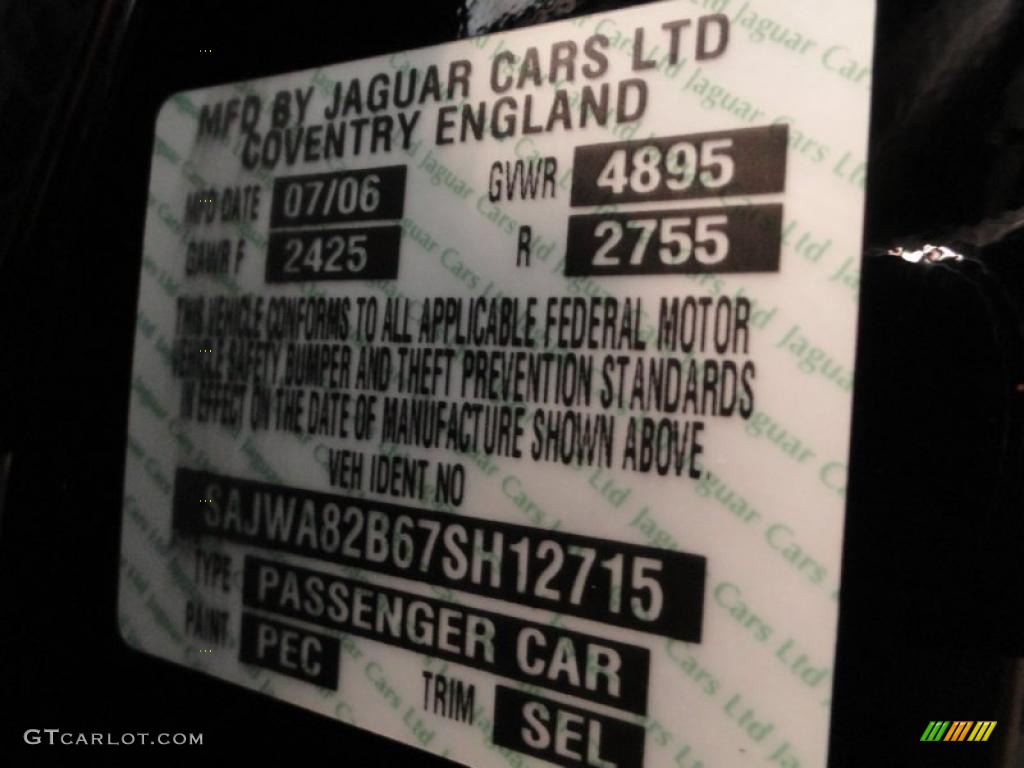 MFD BY JAGUAR CARS LTD
COVENTRY ENGLAND
MFD DATE 07/06 GVWR 4895
GAWR F 2425 R 2755
THIS VEHICLE CONFORMS TO ALL APPLICABLE FEDERAL MOTOR
VEHICLE SAFETY, BUMPER AND THEFT PREVENTION STANDARDS
IN EFFECT ON THE DATE OF MANUFACTURE SHOWN ABOVE.
VEH IDENT NO
SAJWA82B67SH12715
TYPE PASSENGER CAR
PAINT PEC TRIM SEL
GTCARLOT.COM